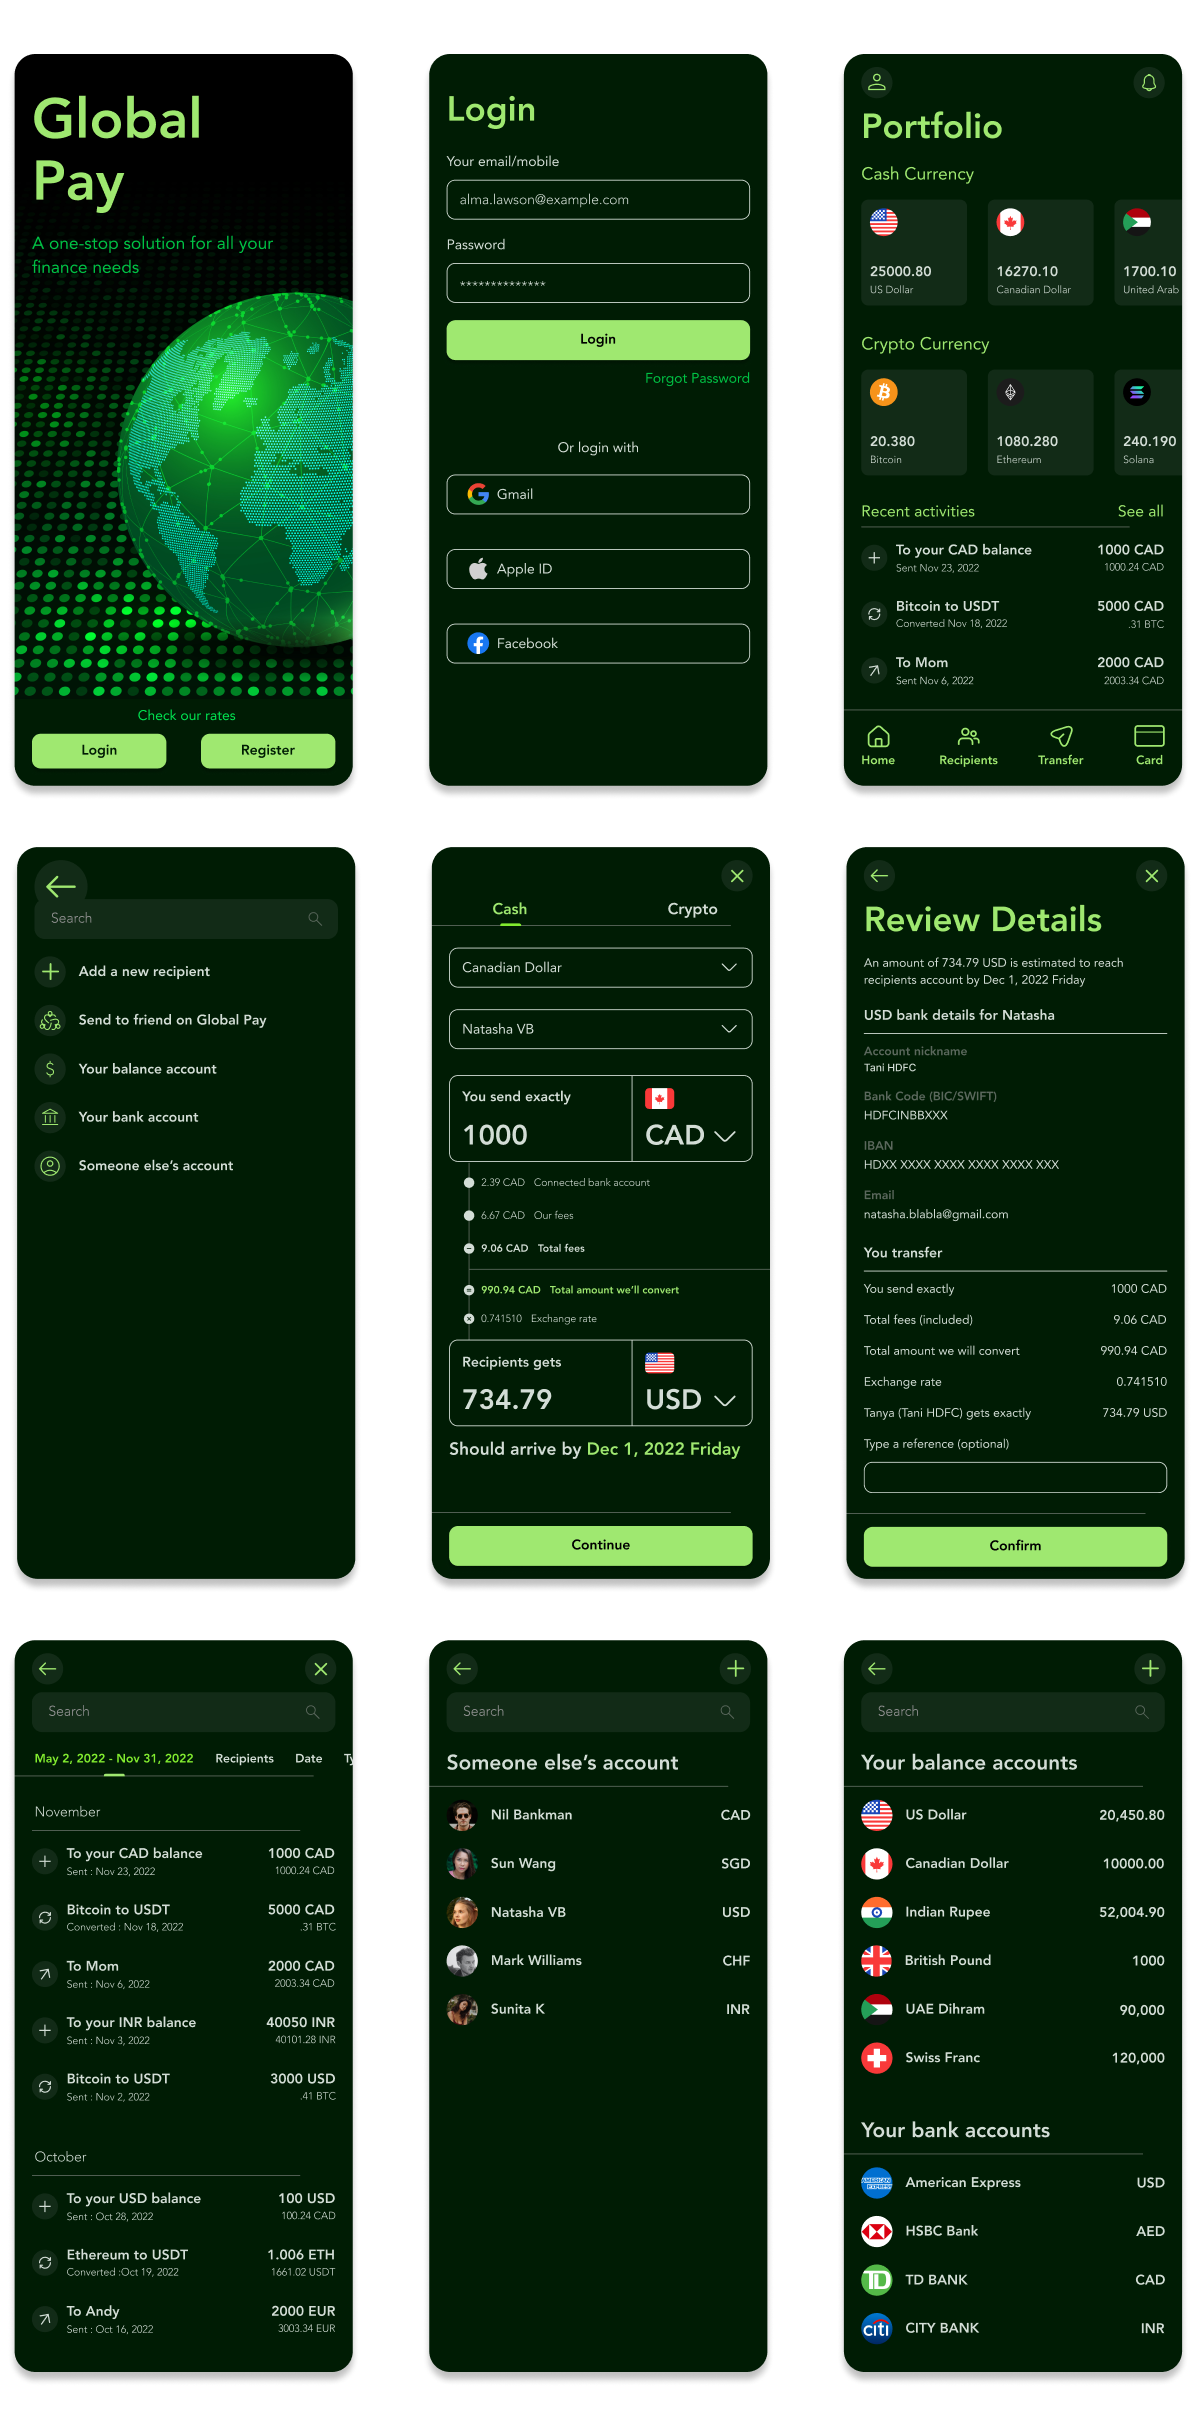 Global
Pay
A one-stop solution for all your
finance needs
Check our rates
Login
Register
Login
Your email/mobile
alma.lawson@example.com
Password
**************
Login
Forgot Password
Or login with
Gmail
Apple ID
Facebook
Portfolio
Cash Currency
25000.80
US Dollar
16270.10
Canadian Dollar
1700.10
United Arab
Crypto Currency
20.380
Bitcoin
1080.280
Ethereum
240.190
Solana
Recent activities
See all
To your CAD balance
1000 CAD
Sent Nov 23, 2022
1000.24 CAD
Bitcoin to USDT
5000 CAD
Converted Nov 18, 2022
.31 BTC
To Mom
2000 CAD
Sent Nov 6, 2022
2003.34 CAD
Home
Recipients
Transfer
Card
Search
Add a new recipient
Send to friend on Global Pay
$
Your balance account
Your bank account
Someone else's account
Cash
Crypto
Canadian Dollar
Natasha VB
You send exactly
1000
CAD
2.39 CAD Connected bank account
6.67 CAD Our fees
9.06 CAD Total fees
990.94 CAD Total amount we'll convert
0.741510 Exchange rate
Recipients gets
734.79
USD
Should arrive by Dec 1, 2022 Friday
Continue
Review Details
An amount of 734.79 USD is estimated to reach
recipients account by Dec 1, 2022 Friday
USD bank details for Natasha
Account nickname
Tani HDFC
Bank Code (BIC/SWIFT)
HDFCINBBXXX
IBAN
HDXX XXXX XXXX XXXX XXXX XXX
Email
natasha.blabla@gmail.com
You transfer
You send exactly
1000 CAD
Total fees (included)
9.06 CAD
Total amount we will convert
990.94 CAD
Exchange rate
0.741510
Tanya (Tani HDFC) gets exactly
734.79 USD
Type a reference (optional)
Confirm
Search
May 2, 2022 - Nov 31, 2022
Recipients
Date
Ty
November
To your CAD balance
1000 CAD
Sent : Nov 23, 2022
1000.24 CAD
Bitcoin to USDT
5000 CAD
Converted : Nov 18, 2022
.31 BTC
To Mom
2000 CAD
Sent : Nov 6, 2022
2003.34 CAD
To your INR balance
40050 INR
Sent : Nov 3, 2022
40101.28 INR
Bitcoin to USDT
3000 USD
Sent : Nov 2, 2022
.41 BTC
October
To your USD balance
100 USD
Sent : Oct 28, 2022
100.24 CAD
Ethereum to USDT
1.006 ETH
Converted :Oct 19, 2022
1661.02 USDT
To Andy
2000 EUR
Sent : Oct 16, 2022
3003.34 EUR
Search
Someone else's account
Nil Bankman
CAD
Sun Wang
SGD
Natasha VB
USD
Mark Williams
CHF
Sunita K
INR
Search
Your balance accounts
US Dollar
20,450.80
Canadian Dollar
10000.00
Indian Rupee
52,004.90
British Pound
1000
UAE Dihram
90,000
Swiss Franc
120,000
Your bank accounts
AMERICAN
EXPRESS
American Express
USD
HSBC Bank
AED
TD
TD BANK
CAD
citi
CITY BANK
INR